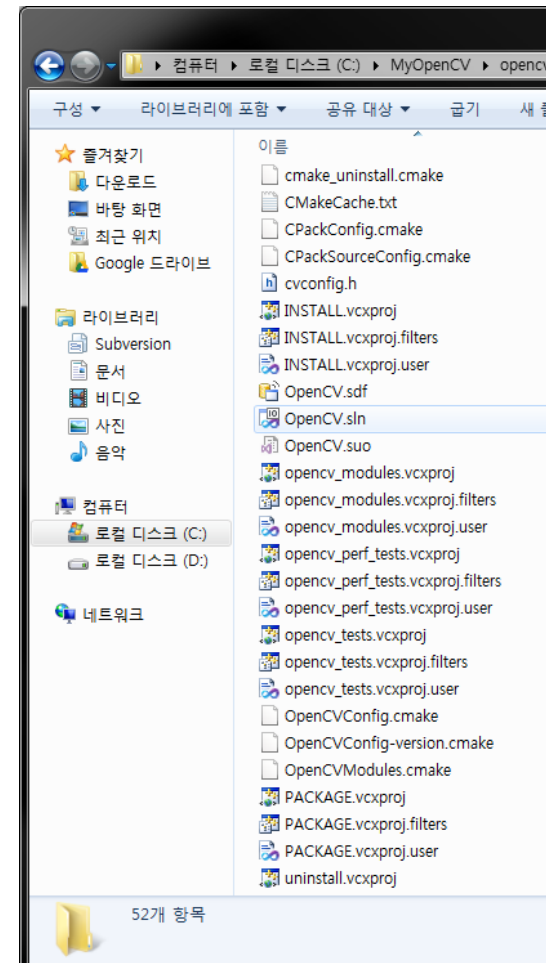 컴퓨터 ▸ 로컬 디스크 (C:) ▸ MyOpenCV ▸ opencv
구성 ▼ 라이브러리에 포함 ▼ 공유 대상 ▼ 굽기 새
즐겨찾기
다운로드
바탕 화면
최근 위치
Google 드라이브
라이브러리
Subversion
문서
비디오
사진
음악
컴퓨터
로컬 디스크 (C:)
로컬 디스크 (D:)
네트워크
이름
cmake_uninstall.cmake
CMakeCache.txt
CPackConfig.cmake
CPackSourceConfig.cmake
cvconfig.h
INSTALL.vcxproj
INSTALL.vcxproj.filters
INSTALL.vcxproj.user
OpenCV.sdf
OpenCV.sln
OpenCV.suo
opencv_modules.vcxproj
opencv_modules.vcxproj.filters
opencv_modules.vcxproj.user
opencv_perf_tests.vcxproj
opencv_perf_tests.vcxproj.filters
opencv_perf_tests.vcxproj.user
opencv_tests.vcxproj
opencv_tests.vcxproj.filters
opencv_tests.vcxproj.user
OpenCVConfig.cmake
OpenCVConfig-version.cmake
OpenCVModules.cmake
PACKAGE.vcxproj
PACKAGE.vcxproj.filters
PACKAGE.vcxproj.user
uninstall.vcxproj
52개 항목